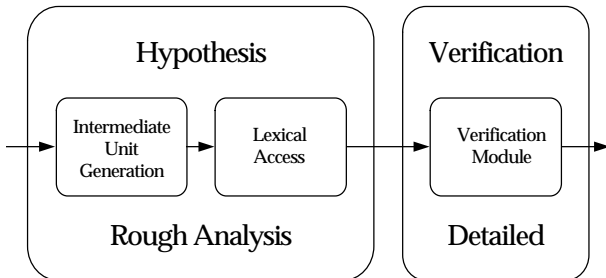 Hypothesis
Verification
Intermediate
Unit
Generation
Lexical
Access
Verification
Module
Rough Analysis
Detailed